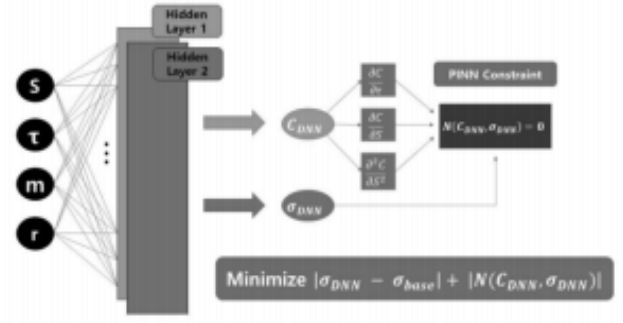 Hidden
Layer 1
Hidden
Layer 2
S
τ
m
r
C_DNN
σ_DNN
∂C/∂τ
∂C/∂S
∂²C/∂S²
PINN Constraint
N(C_DNN, σ_DNN) = 0
Minimize |σ_DNN − σ_base| + |N(C_DNN, σ_DNN)|